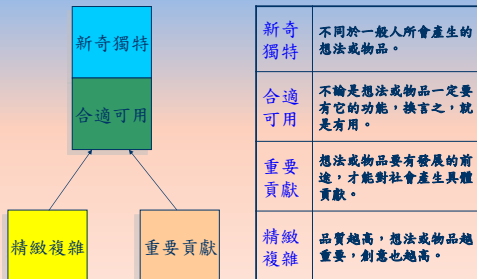 新奇獨特
合適可用
精緻複雜
重要貢獻
新奇
獨特
不同於一般人所會產生的
想法或物品。
合適
可用
不論是想法或物品一定要
有它的功能，換言之，就
是有用。
重要
貢獻
想法或物品要有發展的前
途，才能對社會產生具體
貢獻。
精緻
複雜
品質越高，想法或物品越
重要，創意也越高。